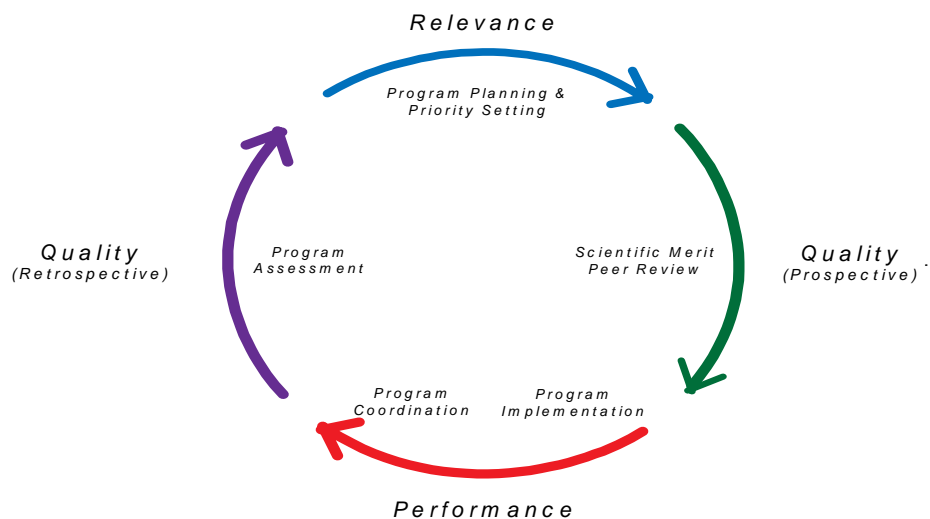 Relevance
Program Planning &
Priority Setting
Quality
(Retrospective)
Program
Assessment
Scientific Merit
Peer Review
Quality
(Prospective) .
Program
Coordination
Program
Implementation
Performance